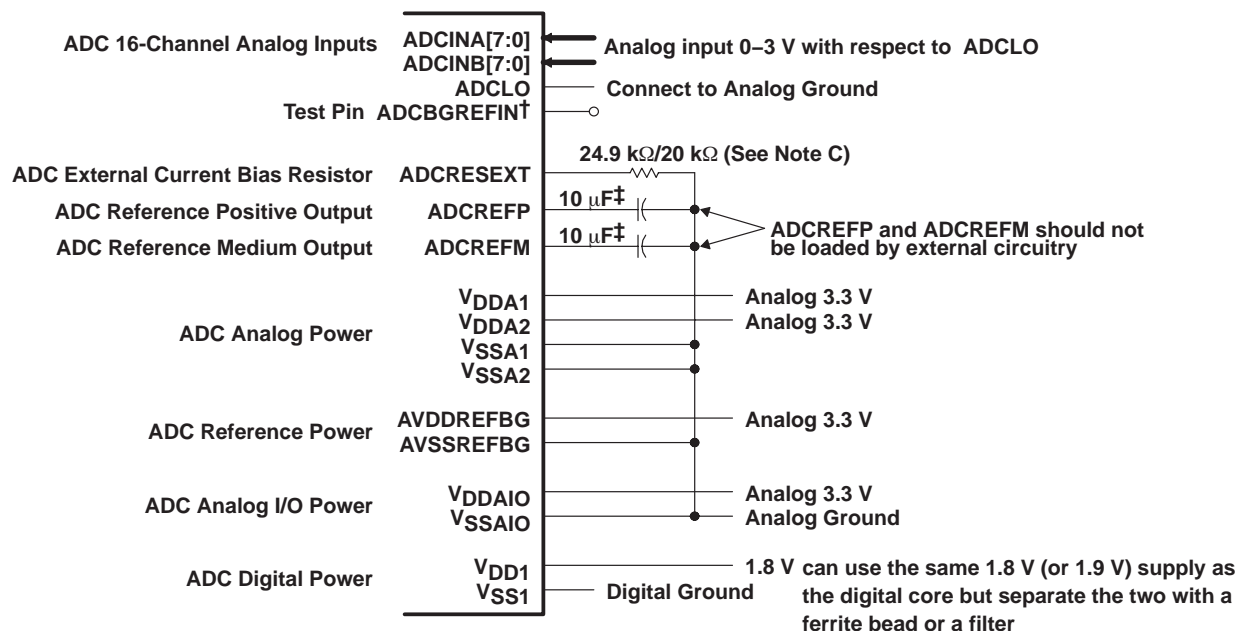 ADC 16-Channel Analog Inputs ADCINA[7:0] Analog input 0–3 V with respect to ADCLO
ADCINB[7:0]
ADCLO Connect to Analog Ground
Test Pin ADCBGREFIN†
24.9 kΩ/20 kΩ (See Note C)
ADC External Current Bias Resistor ADCRESEXT
ADC Reference Positive Output ADCREFP 10 μF‡
ADC Reference Medium Output ADCREFM 10 μF‡
ADCREFP and ADCREFM should not
be loaded by external circuitry
ADC Analog Power
VDDA1 Analog 3.3 V
VDDA2 Analog 3.3 V
VSSA1
VSSA2
ADC Reference Power
AVDDREFBG Analog 3.3 V
AVSSREFBG
ADC Analog I/O Power
VDDAIO Analog 3.3 V
VSSAIO Analog Ground
ADC Digital Power
VDD1 1.8 V can use the same 1.8 V (or 1.9 V) supply as
VSS1 Digital Ground the digital core but separate the two with a
ferrite bead or a filter